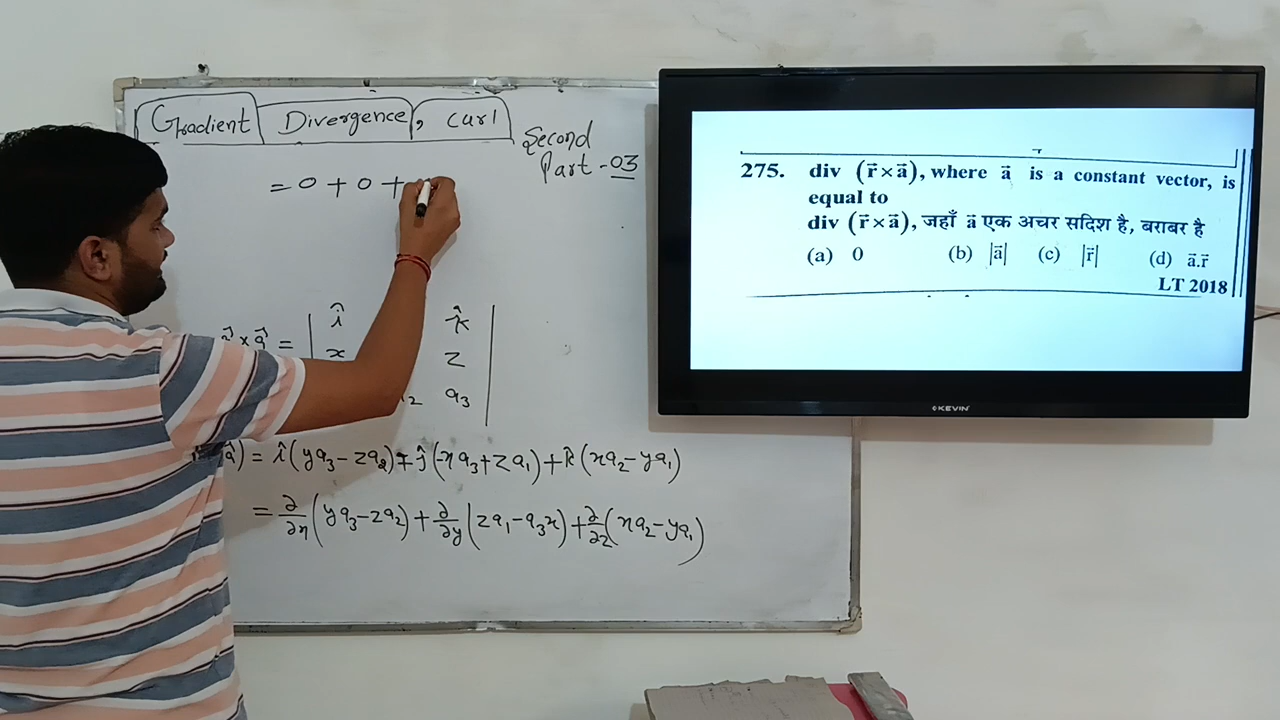 Gradient Divergence, curl
Second
Part - 03
= 0 + 0 +
× a⃗ = | î k̂
x z
2 a3 |
) = î(ya3 - za2) + ĵ(-xa3 + za1) + k̂(xa2 - ya1)
= ∂/∂x (ya3 - za2) + ∂/∂y (za1 - a3x) + ∂/∂z (xa2 - ya1)
275. div (r⃗×a⃗), where a⃗ is a constant vector, is
equal to
div (r⃗×a⃗), जहाँ a⃗ एक अचर सदिश है, बराबर है
(a) 0 (b) |a⃗| (c) |r⃗| (d) a⃗.r⃗
LT 2018
KEVIN